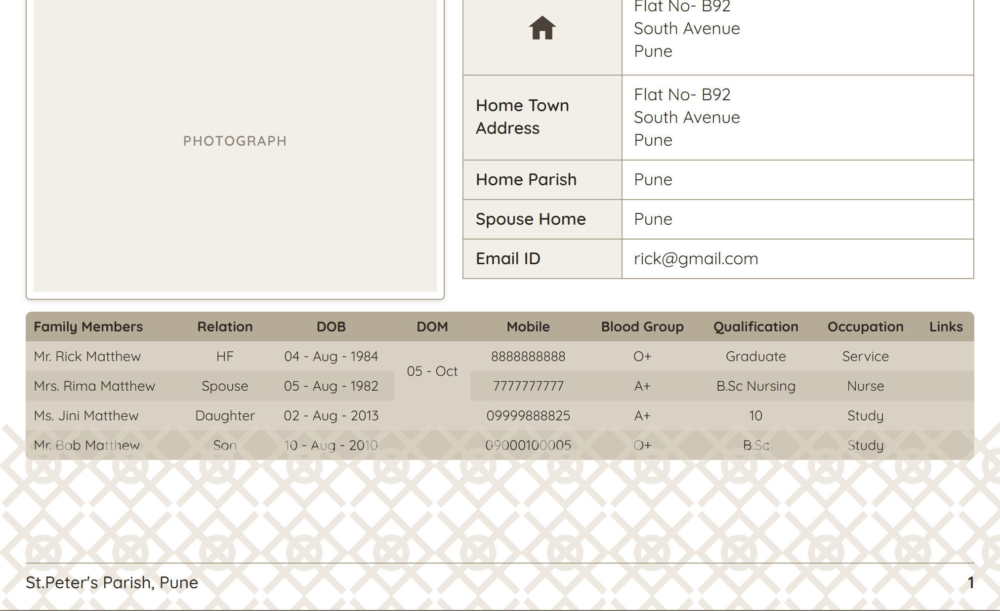 PHOTOGRAPH
Flat No- B92
South Avenue
Pune
Home Town
Address
Flat No- B92
South Avenue
Pune
Home Parish Pune
Spouse Home Pune
Email ID rick@gmail.com
Family Members Relation DOB DOM Mobile Blood Group Qualification Occupation Links
Mr. Rick Matthew HF 04 - Aug - 1984 05 - Oct 8888888888 O+ Graduate Service
Mrs. Rima Matthew Spouse 05 - Aug - 1982 7777777777 A+ B.Sc Nursing Nurse
Ms. Jini Matthew Daughter 02 - Aug - 2013 09999888825 A+ 10 Study
Mr. Bob Matthew Son 10 - Aug - 2010 09000100005 O+ B.Sc Study
St.Peter's Parish, Pune 1